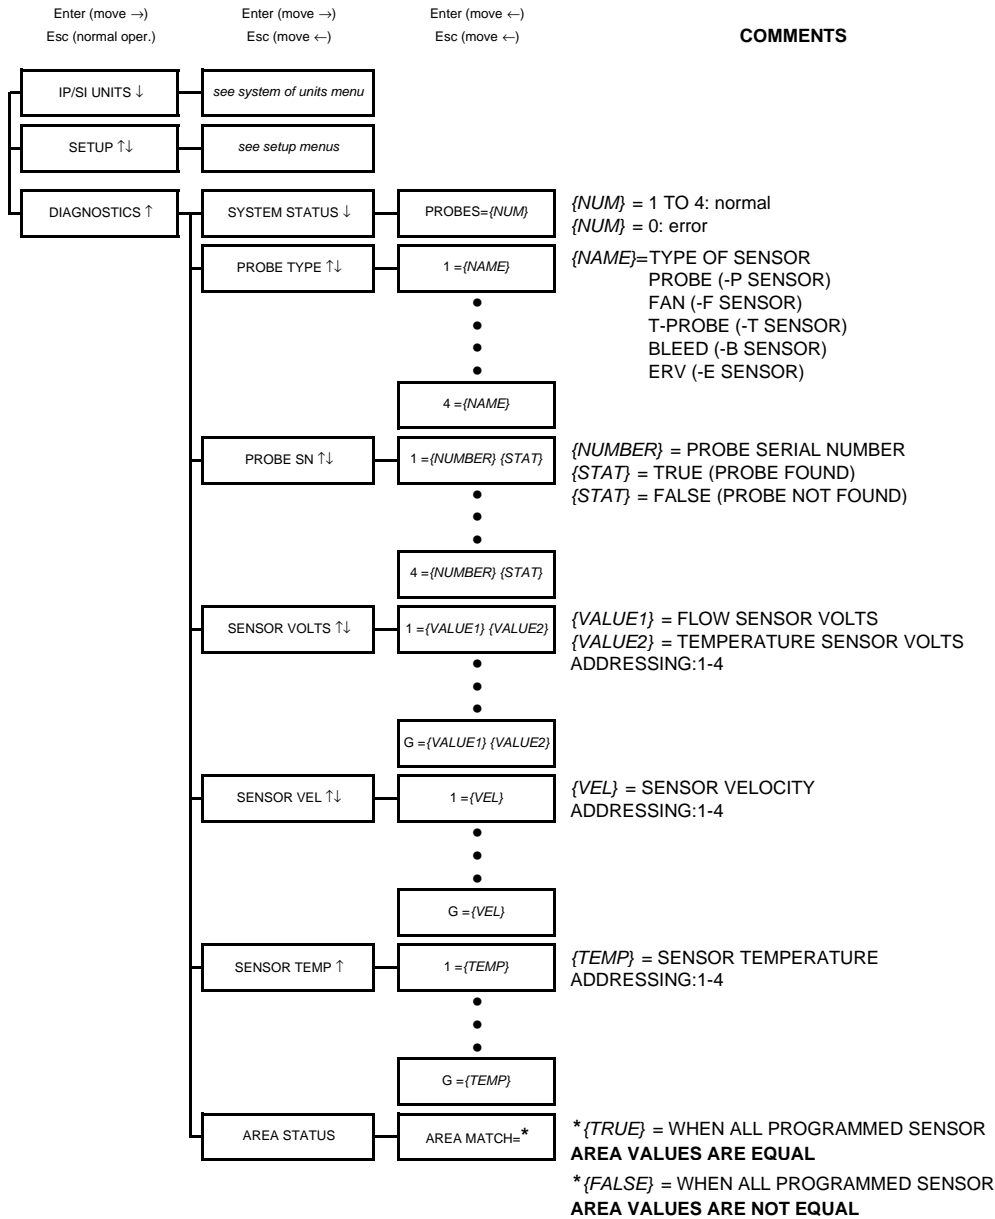 Enter (move →) Enter (move →) Enter (move ←)
Esc (normal oper.) Esc (move ←) Esc (move ←) COMMENTS
IP/SI UNITS ↓ see system of units menu
SETUP ↑↓ see setup menus
DIAGNOSTICS ↑ SYSTEM STATUS ↓ PROBES={NUM}
{NUM} = 1 TO 4: normal
{NUM} = 0: error
PROBE TYPE ↑↓ 1 ={NAME}
{NAME}=TYPE OF SENSOR
PROBE (-P SENSOR)
FAN (-F SENSOR)
T-PROBE (-T SENSOR)
BLEED (-B SENSOR)
ERV (-E SENSOR)
4 ={NAME}
PROBE SN ↑↓ 1 ={NUMBER} {STAT}
{NUMBER} = PROBE SERIAL NUMBER
{STAT} = TRUE (PROBE FOUND)
{STAT} = FALSE (PROBE NOT FOUND)
4 ={NUMBER} {STAT}
SENSOR VOLTS ↑↓ 1 ={VALUE1} {VALUE2}
{VALUE1} = FLOW SENSOR VOLTS
{VALUE2} = TEMPERATURE SENSOR VOLTS
ADDRESSING:1-4
G ={VALUE1} {VALUE2}
SENSOR VEL ↑↓ 1 ={VEL}
{VEL} = SENSOR VELOCITY
ADDRESSING:1-4
G ={VEL}
SENSOR TEMP ↑ 1 ={TEMP}
{TEMP} = SENSOR TEMPERATURE
ADDRESSING:1-4
G ={TEMP}
AREA STATUS AREA MATCH=*
*{TRUE} = WHEN ALL PROGRAMMED SENSOR
AREA VALUES ARE EQUAL
*{FALSE} = WHEN ALL PROGRAMMED SENSOR
AREA VALUES ARE NOT EQUAL